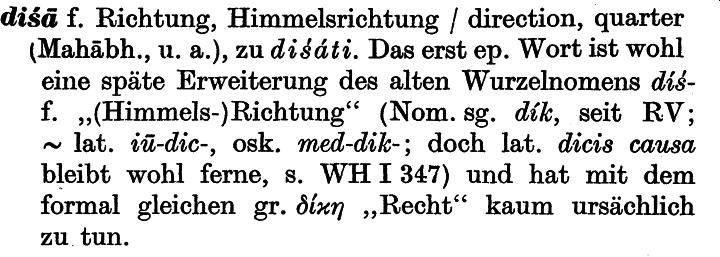 diśā f. Richtung, Himmelsrichtung / direction, quarter
(Mahābh., u. a.), zu diśáti. Das erst ep. Wort ist wohl
eine späte Erweiterung des alten Wurzelnomens díś-
f. „(Himmels-)Richtung“ (Nom. sg. dík, seit RV;
~ lat. iū-dic-, osk. med-dik-; doch lat. dicis causa
bleibt wohl ferne, s. WH I 347) und hat mit dem
formal gleichen gr. δίκη „Recht“ kaum ursächlich
zu tun.